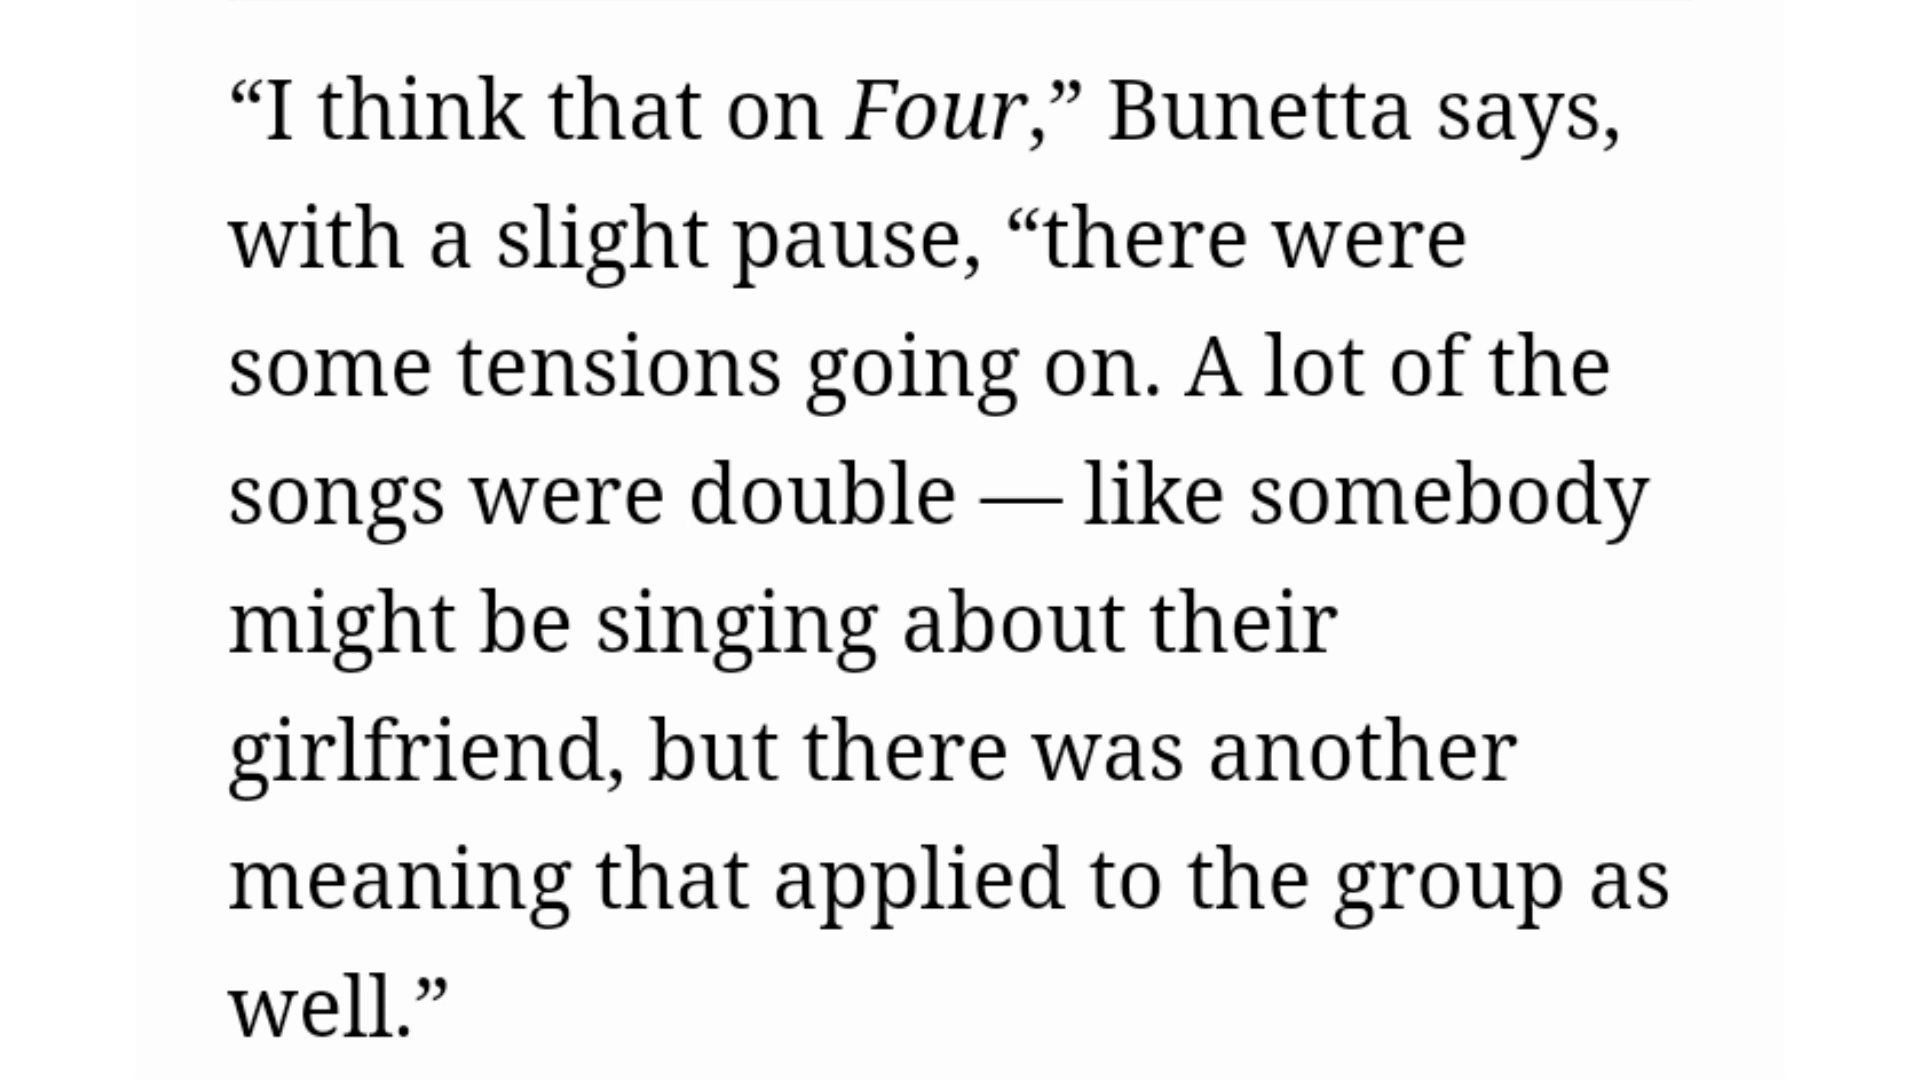 “I think that on Four,” Bunetta says,
with a slight pause, “there were
some tensions going on. A lot of the
songs were double — like somebody
might be singing about their
girlfriend, but there was another
meaning that applied to the group as
well.”